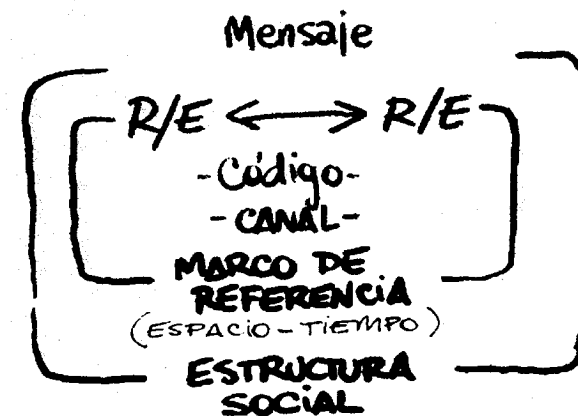 Mensaje
R/E ↔ R/E
-Código-
-CANAL-
MARCO DE
REFERENCIA
(ESPACIO-TIEMPO)
ESTRUCTURA
SOCIAL